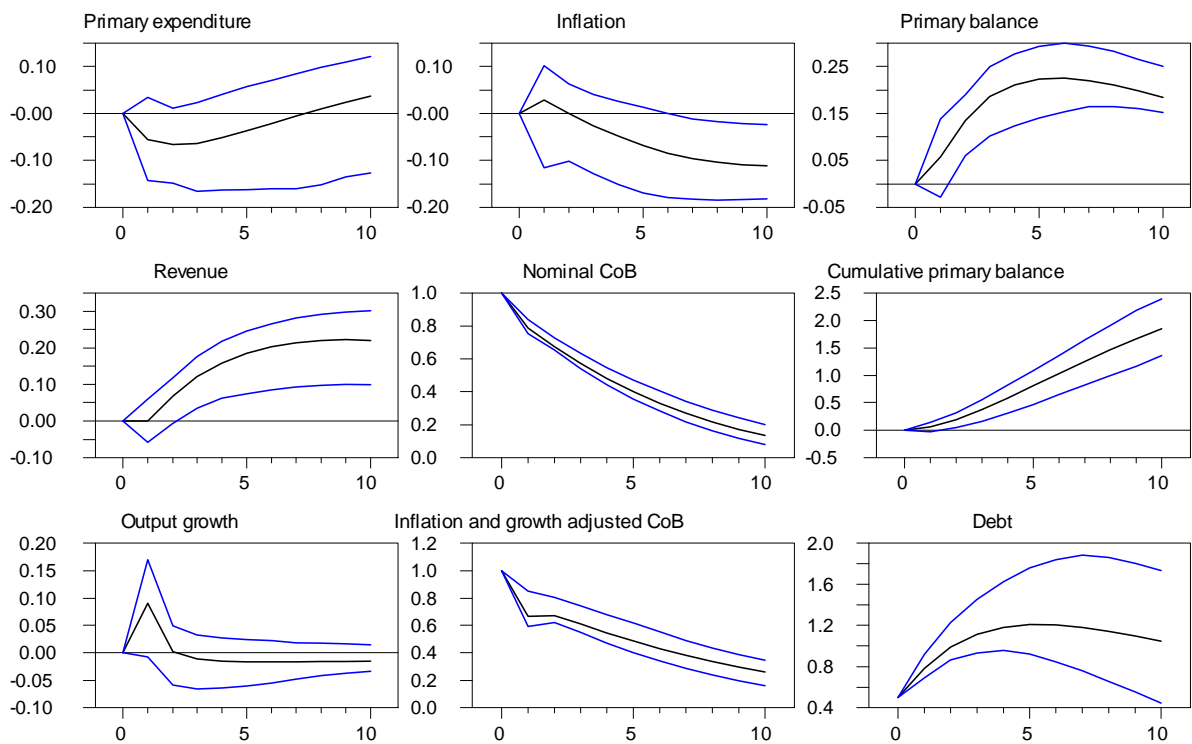 Primary expenditure
0.10
-0.00
-0.10
-0.20
0 5 10
Inflation
0.10
-0.00
-0.10
-0.20
0 5 10
Primary balance
0.25
0.15
0.05
-0.05
0 5 10
Revenue
0.30
0.20
0.10
0.00
-0.10
0 5 10
Nominal CoB
1.0
0.8
0.6
0.4
0.2
0.0
0 5 10
Cumulative primary balance
2.5
2.0
1.5
1.0
0.5
0.0
-0.5
0 5 10
Output growth
0.20
0.15
0.10
0.05
0.00
-0.05
-0.10
0 5 10
Inflation and growth adjusted CoB
1.2
1.0
0.8
0.6
0.4
0.2
0.0
0 5 10
Debt
2.0
1.6
1.2
0.8
0.4
0 5 10